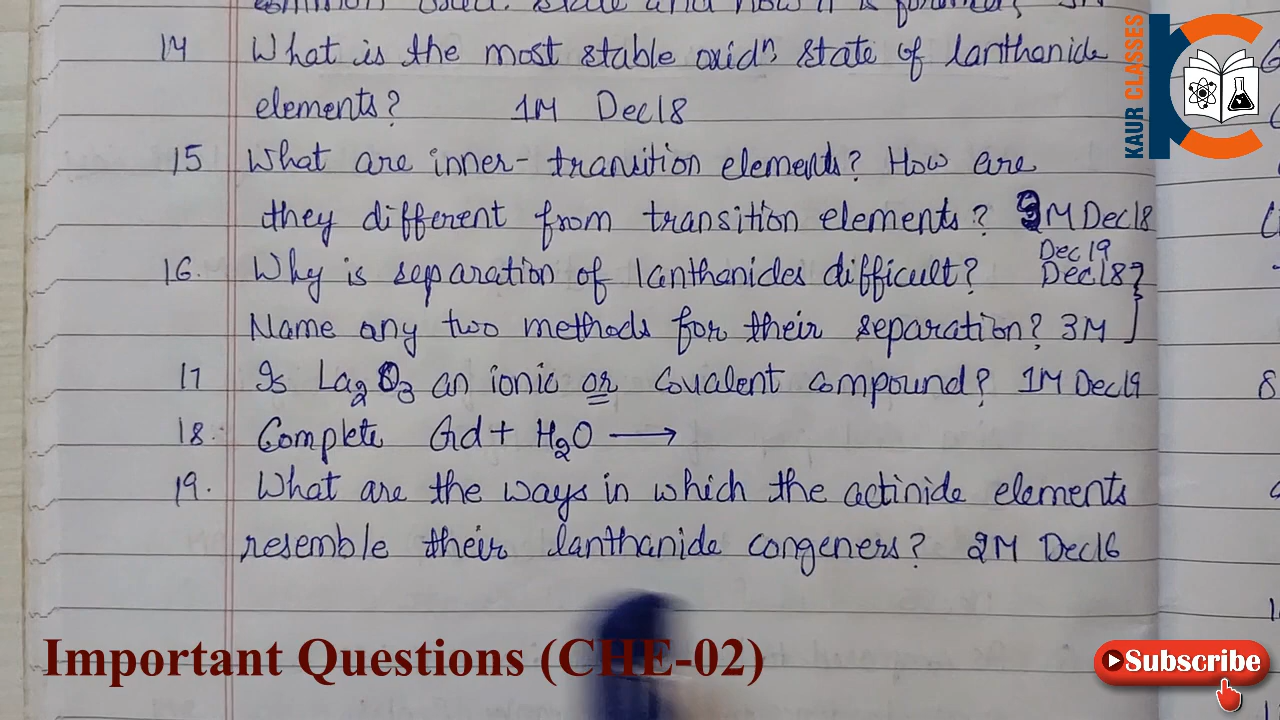 14 What is the most stable oxidn state of lanthanide
elements? 1M Dec18
15 What are inner-transition elements? How are
they different from transition elements? M Dec18
Dec19
16. Why is separation of lanthanides difficult? Dec18
Name any two methods for their separation? 3M
17 Is La2O3 an ionic or covalent compound? 1M Dec19
18. Complete Gd + H2O →
19. What are the ways in which the actinide elements
resemble their lanthanide congeners? 2M Dec16
Important Questions (CHE-02)
KAUR CLASSES
Subscribe